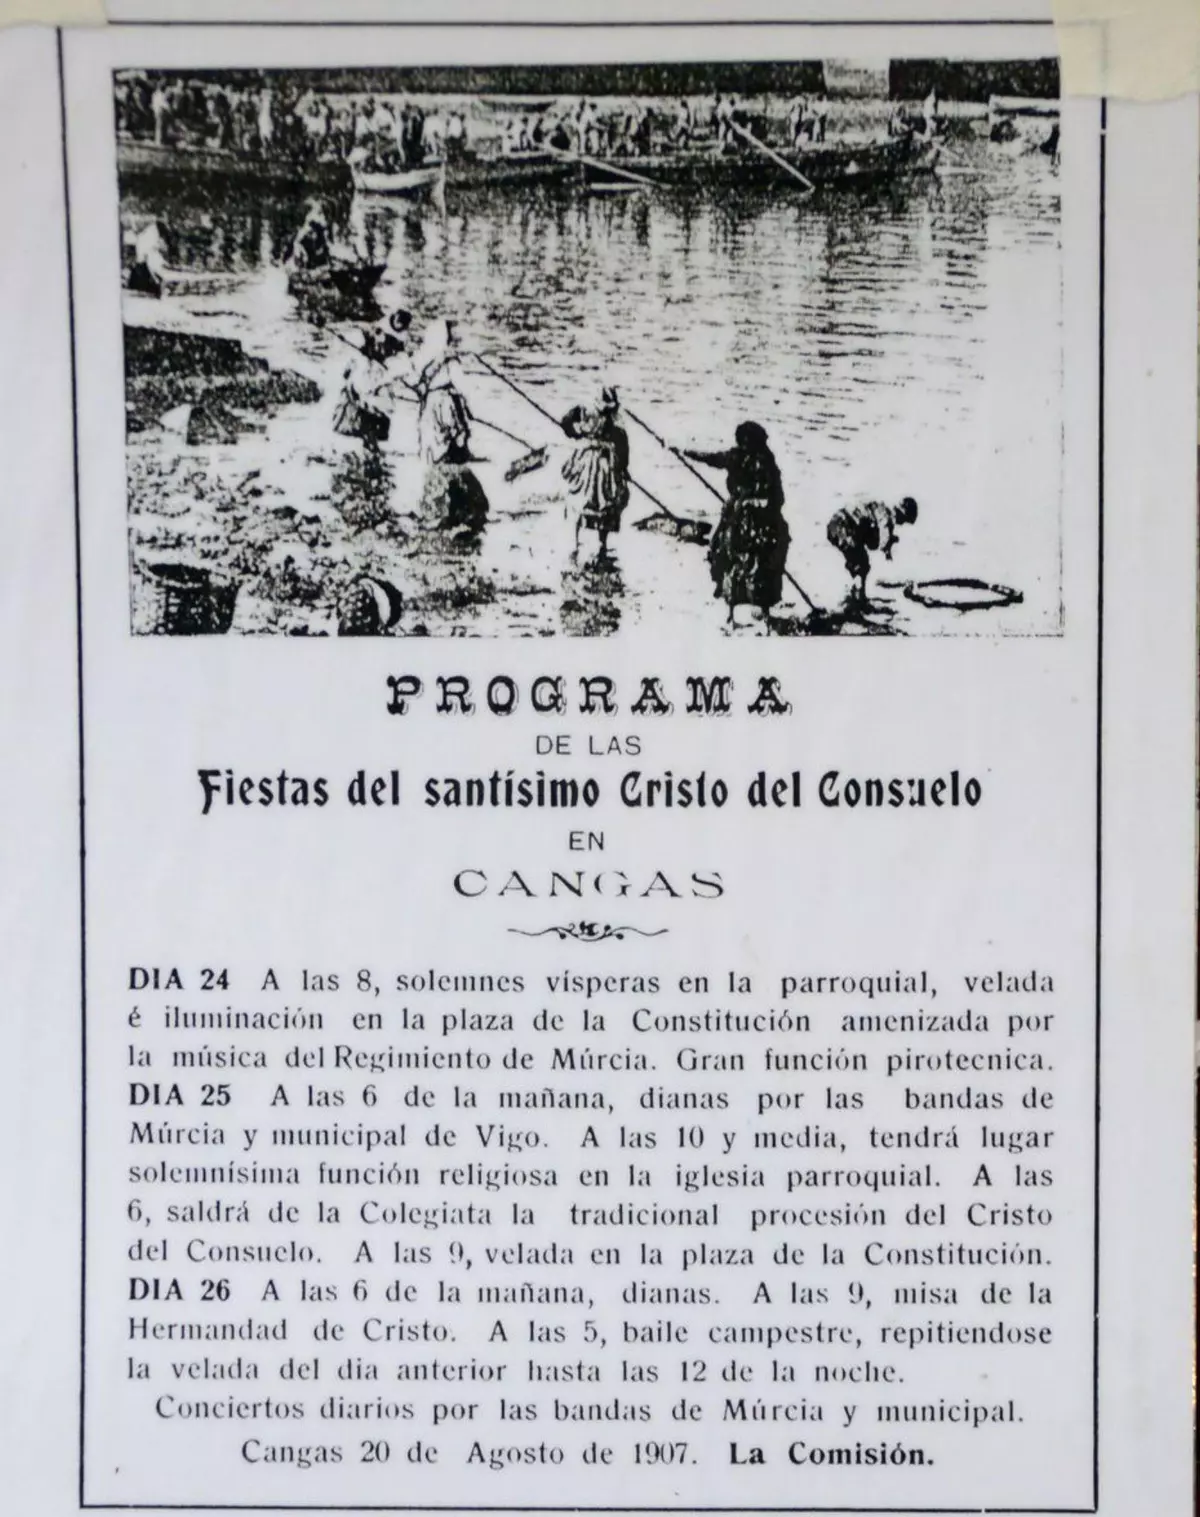 PROGRAMA
DE LAS
Fiestas del santísimo Cristo del Consuelo
EN
CANGAS
DIA 24 A las 8, solemnes vísperas en la parroquial, velada
é iluminación en la plaza de la Constitución amenizada por
la música del Regimiento de Múrcia. Gran función pirotecnica.
DIA 25 A las 6 de la mañana, dianas por las bandas de
Múrcia y municipal de Vigo. A las 10 y media, tendrá lugar
solemnísima función religiosa en la iglesia parroquial. A las
6, saldrá de la Colegiata la tradicional procesión del Cristo
del Consuelo. A las 9, velada en la plaza de la Constitución.
DIA 26 A las 6 de la mañana, dianas. A las 9, misa de la
Hermandad de Cristo. A las 5, baile campestre, repitiendose
la velada del dia anterior hasta las 12 de la noche.
Conciertos diarios por las bandas de Múrcia y municipal.
Cangas 20 de Agosto de 1907. La Comisión.